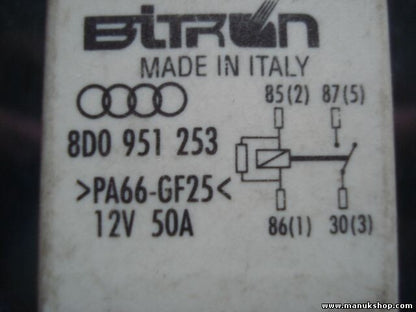 BITRON
MADE IN ITALY
85(2) 87(5)
8D0 951 253
>PA66-GF25<
12V 50A
86(1) 30(3)
www.manukshop.com